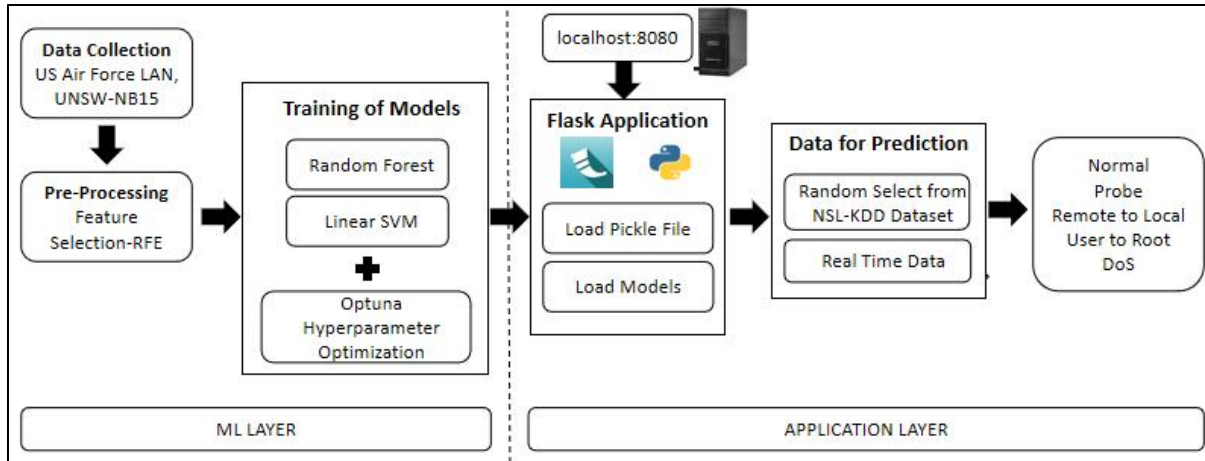 Data Collection
US Air Force LAN,
UNSW-NB15
Pre-Processing
Feature
Selection-RFE
Training of Models
Random Forest
Linear SVM
Optuna
Hyperparameter
Optimization
ML LAYER
localhost:8080
Flask Application
Load Pickle File
Load Models
Data for Prediction
Random Select from
NSL-KDD Dataset
Real Time Data
Normal
Probe
Remote to Local
User to Root
DoS
APPLICATION LAYER